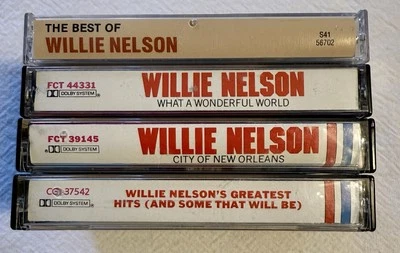 THE BEST OF
WILLIE NELSON
S41
56702
FCT 44331
DOLBY SYSTEM
WILLIE NELSON
WHAT A WONDERFUL WORLD
FCT 39145
DOLBY SYSTEM
WILLIE NELSON
CITY OF NEW ORLEANS
37542
DOLBY SYSTEM
WILLIE NELSON'S GREATEST
HITS (AND SOME THAT WILL BE)